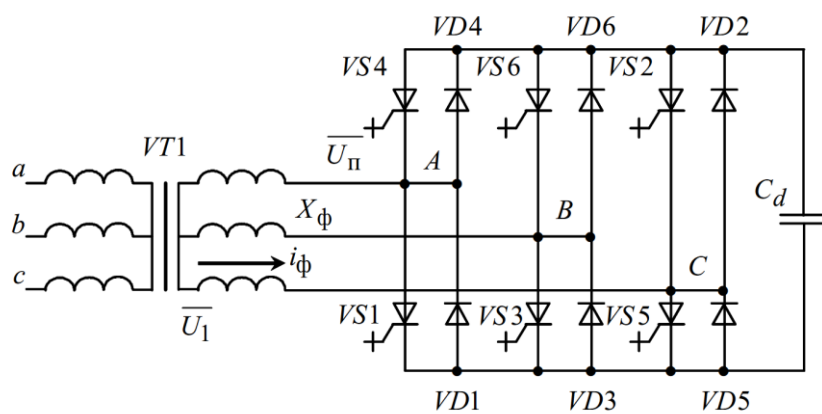 VD4 VD6 VD2
VS4 VS6 VS2
VT1
a
b
c
U̅п
A
Xф
B
iф
C
Cd
U̅1
VS1 VS3 VS5
VD1 VD3 VD5